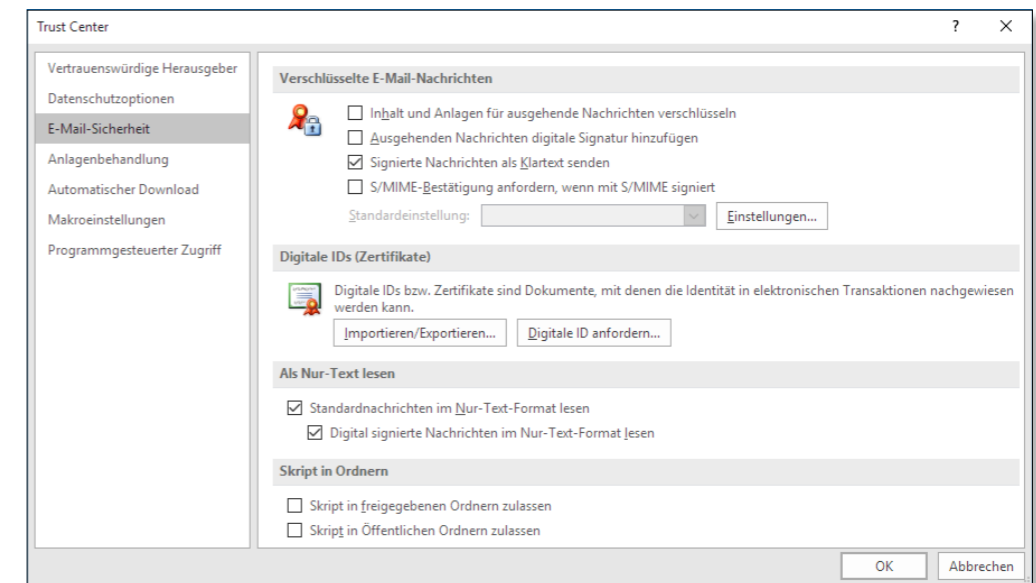 Trust Center
?
Vertrauenswürdige Herausgeber
Datenschutzoptionen
E-Mail-Sicherheit
Anlagenbehandlung
Automatischer Download
Makroeinstellungen
Programmgesteuerter Zugriff
Verschlüsselte E-Mail-Nachrichten
Inhalt und Anlagen für ausgehende Nachrichten verschlüsseln
Ausgehenden Nachrichten digitale Signatur hinzufügen
Signierte Nachrichten als Klartext senden
S/MIME-Bestätigung anfordern, wenn mit S/MIME signiert
Standardeinstellung:
Einstellungen...
Digitale IDs (Zertifikate)
Digitale IDs bzw. Zertifikate sind Dokumente, mit denen die Identität in elektronischen Transaktionen nachgewiesen
werden kann.
Importieren/Exportieren...
Digitale ID anfordern...
Als Nur-Text lesen
Standardnachrichten im Nur-Text-Format lesen
Digital signierte Nachrichten im Nur-Text-Format lesen
Skript in Ordnern
Skript in freigegebenen Ordnern zulassen
Skript in Öffentlichen Ordnern zulassen
OK
Abbrechen